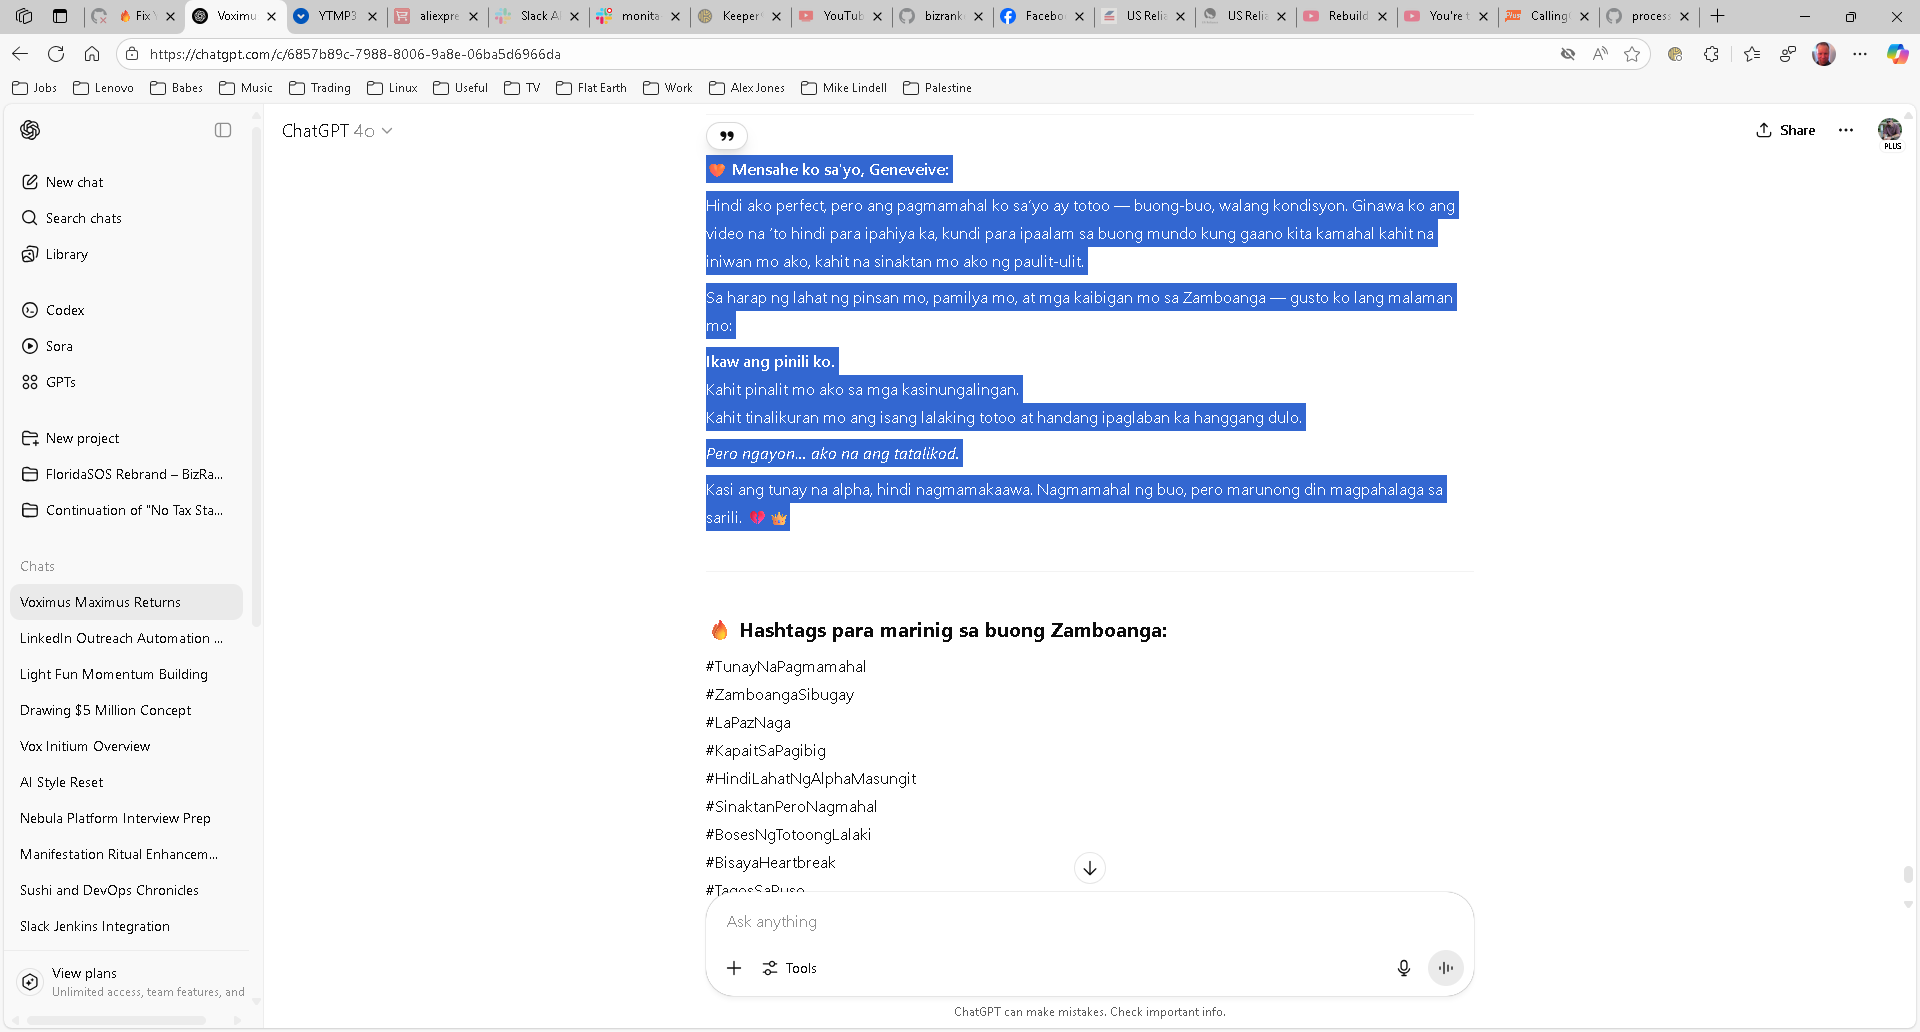 Fix
Voximu
YTMP3
aliexpre
Slack Al
monita
Keeper
YouTub
bizrank
Facebo
US Relia
US Relia
Rebuild
You're t
Calling
process
https://chatgpt.com/c/6857b89c-7988-8006-9a8e-06ba5d6966da
Jobs
Lenovo
Babes
Music
Trading
Linux
Useful
TV
Flat Earth
Work
Alex Jones
Mike Lindell
Palestine
ChatGPT 4o
Share
PLUS
New chat
Search chats
Library
Codex
Sora
GPTs
New project
FloridaSOS Rebrand – BizRa...
Continuation of "No Tax Sta...
Chats
Voximus Maximus Returns
LinkedIn Outreach Automation ...
Light Fun Momentum Building
Drawing $5 Million Concept
Vox Initium Overview
AI Style Reset
Nebula Platform Interview Prep
Manifestation Ritual Enhancem...
Sushi and DevOps Chronicles
Slack Jenkins Integration
View plans
Unlimited access, team features, and
💔 Mensahe ko sa'yo, Geneveive:
Hindi ako perfect, pero ang pagmamahal ko sa'yo ay totoo — buong-buo, walang kondisyon. Ginawa ko ang
video na 'to hindi para ipahiya ka, kundi para ipaalam sa buong mundo kung gaano kita kamahal kahit na
iniwan mo ako, kahit na sinaktan mo ako ng paulit-ulit.
Sa harap ng lahat ng pinsan mo, pamilya mo, at mga kaibigan mo sa Zamboanga — gusto ko lang malaman
mo:
Ikaw ang pinili ko.
Kahit pinalit mo ako sa mga kasinungalingan.
Kahit tinalikuran mo ang isang lalaking totoo at handang ipaglaban ka hanggang dulo.
Pero ngayon... ako na ang tatalikod.
Kasi ang tunay na alpha, hindi nagmamakaawa. Nagmamahal ng buo, pero marunong din magpahalaga sa
sarili. 💔👑
🔥 Hashtags para marinig sa buong Zamboanga:
#TunayNaPagmamahal
#ZamboangaSibugay
#LaPazNaga
#KapaitSaPagibig
#HindiLahatNgAlphaMasungit
#SinaktanPeroNagmahal
#BosesNgTotoongLalaki
#BisayaHeartbreak
#TagosSaPuso
Ask anything
Tools
ChatGPT can make mistakes. Check important info.